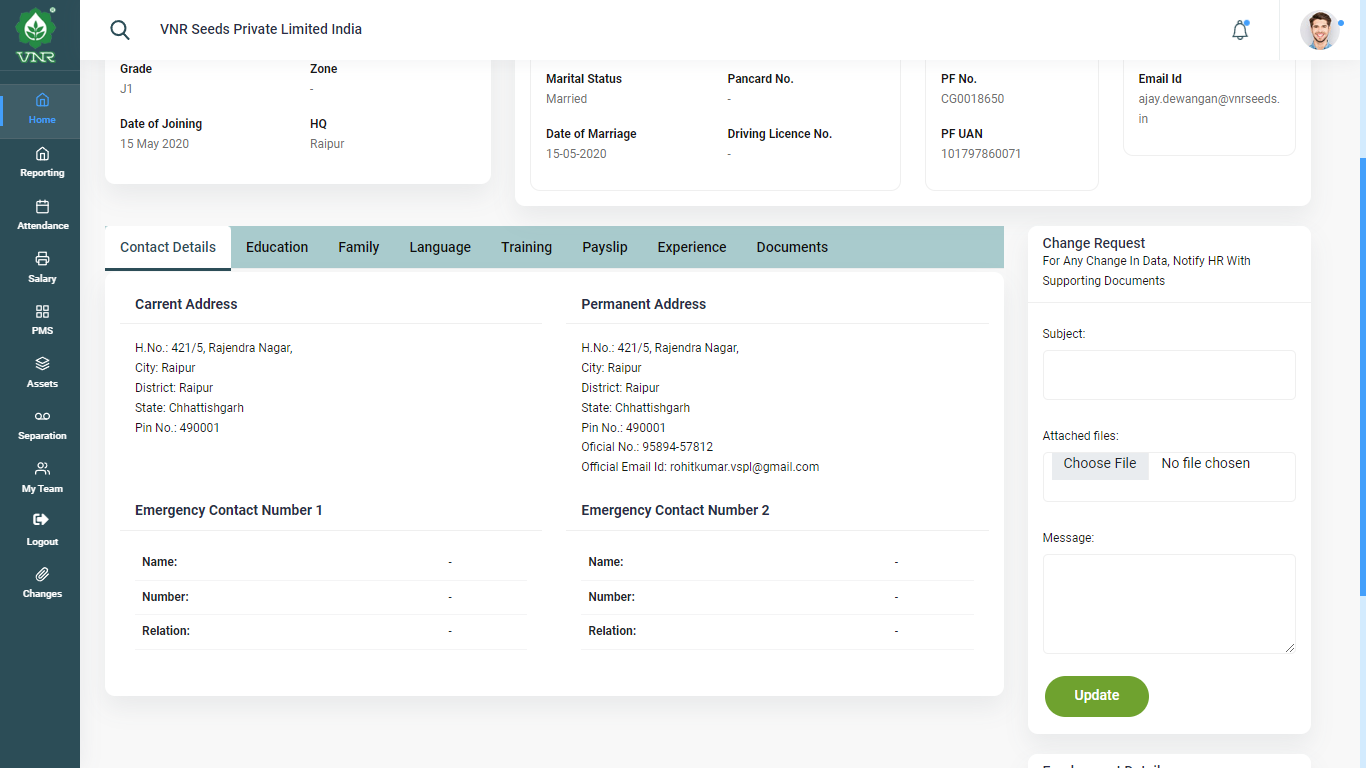 VNR
VNR Seeds Private Limited India
Home
Reporting
Attendance
Salary
PMS
Assets
Separation
My Team
Logout
Changes
Grade
J1
Zone
-
Date of Joining
15 May 2020
HQ
Raipur
Marital Status
Married
Pancard No.
-
Date of Marriage
15-05-2020
Driving Licence No.
-
PF No.
CG0018650
PF UAN
101797860071
Email Id
ajay.dewangan@vnrseeds.
in
Contact Details
Education
Family
Language
Training
Payslip
Experience
Documents
Carrent Address
H.No.: 421/5, Rajendra Nagar,
City: Raipur
District: Raipur
State: Chhattishgarh
Pin No.: 490001
Permanent Address
H.No.: 421/5, Rajendra Nagar,
City: Raipur
District: Raipur
State: Chhattishgarh
Pin No.: 490001
Oficial No.: 95894-57812
Official Email Id: rohitkumar.vspl@gmail.com
Emergency Contact Number 1
Name: -
Number: -
Relation: -
Emergency Contact Number 2
Name: -
Number: -
Relation: -
Change Request
For Any Change In Data, Notify HR With
Supporting Documents
Subject:
Attached files:
Choose File No file chosen
Message:
Update